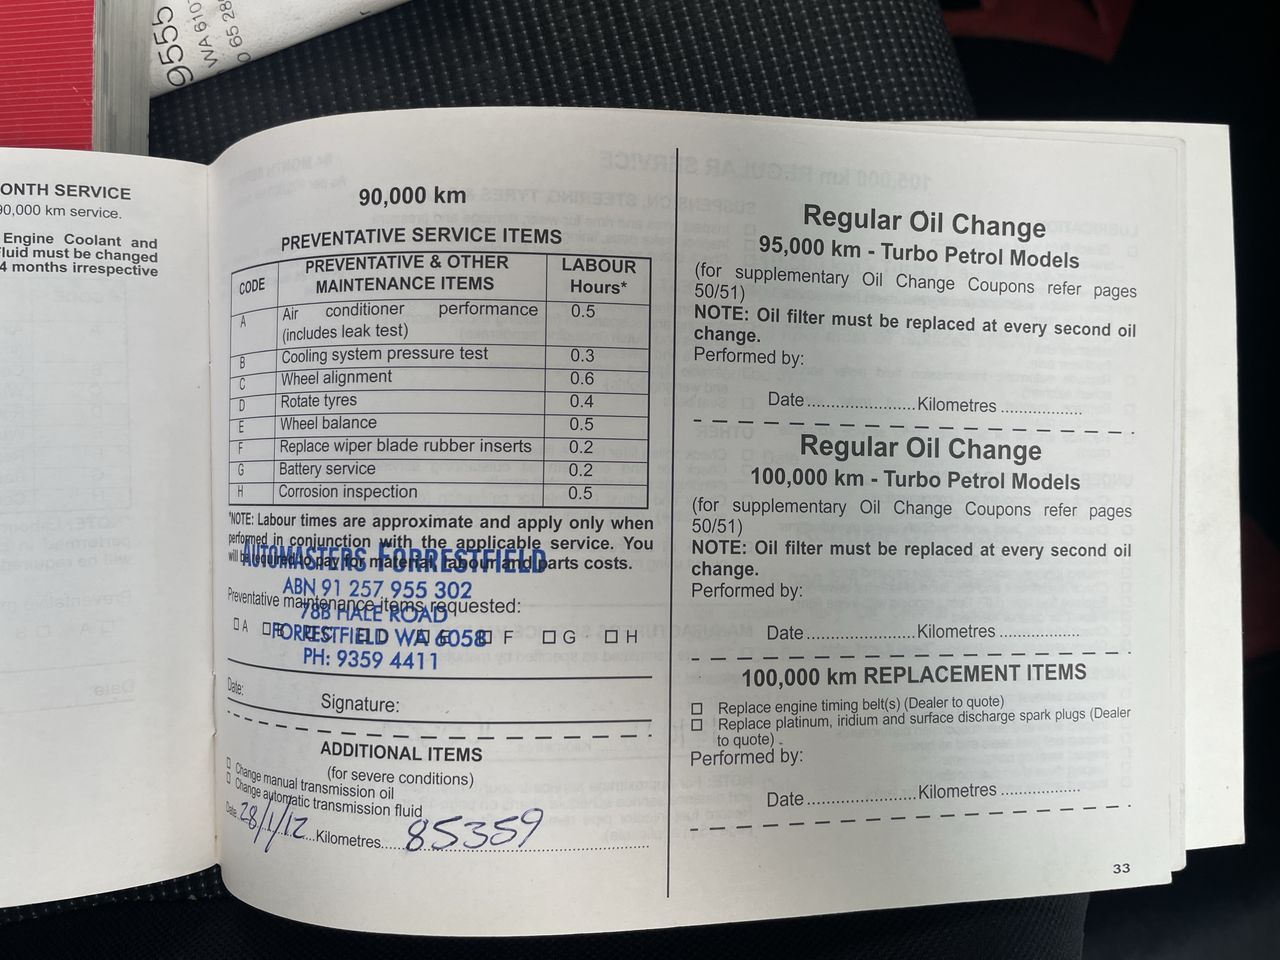 9555
WA 610
0 65 28
ONTH SERVICE
90,000 km service.
Engine Coolant and
Fluid must be changed
4 months irrespective
90,000 km
PREVENTATIVE SERVICE ITEMS
CODE PREVENTATIVE & OTHER MAINTENANCE ITEMS LABOUR Hours*
A Air conditioner performance (includes leak test) 0.5
B Cooling system pressure test 0.3
C Wheel alignment 0.6
D Rotate tyres 0.4
E Wheel balance 0.5
F Replace wiper blade rubber inserts 0.2
G Battery service 0.2
H Corrosion inspection 0.5
*NOTE: Labour times are approximate and apply only when
performed in conjunction with the applicable service. You
will be required to pay for material, labour and parts costs.
AUTOMASTERS FORRESTFIELD
ABN 91 257 955 302
78B HALE ROAD
FORRESTFIELD WA 6058
PH: 9359 4411
Preventative maintenance items requested:
A B C D E F G H
Date:
Signature:
ADDITIONAL ITEMS
(for severe conditions)
Change manual transmission oil
Change automatic transmission fluid
Date 28/1/12 Kilometres 85359
Regular Oil Change
95,000 km - Turbo Petrol Models
(for supplementary Oil Change Coupons refer pages
50/51)
NOTE: Oil filter must be replaced at every second oil
change.
Performed by:
Date ...................... Kilometres ................
Regular Oil Change
100,000 km - Turbo Petrol Models
(for supplementary Oil Change Coupons refer pages
50/51)
NOTE: Oil filter must be replaced at every second oil
change.
Performed by:
Date ...................... Kilometres ................
100,000 km REPLACEMENT ITEMS
Replace engine timing belt(s) (Dealer to quote)
Replace platinum, iridium and surface discharge spark plugs (Dealer
to quote)
Performed by:
Date ...................... Kilometres ................
33